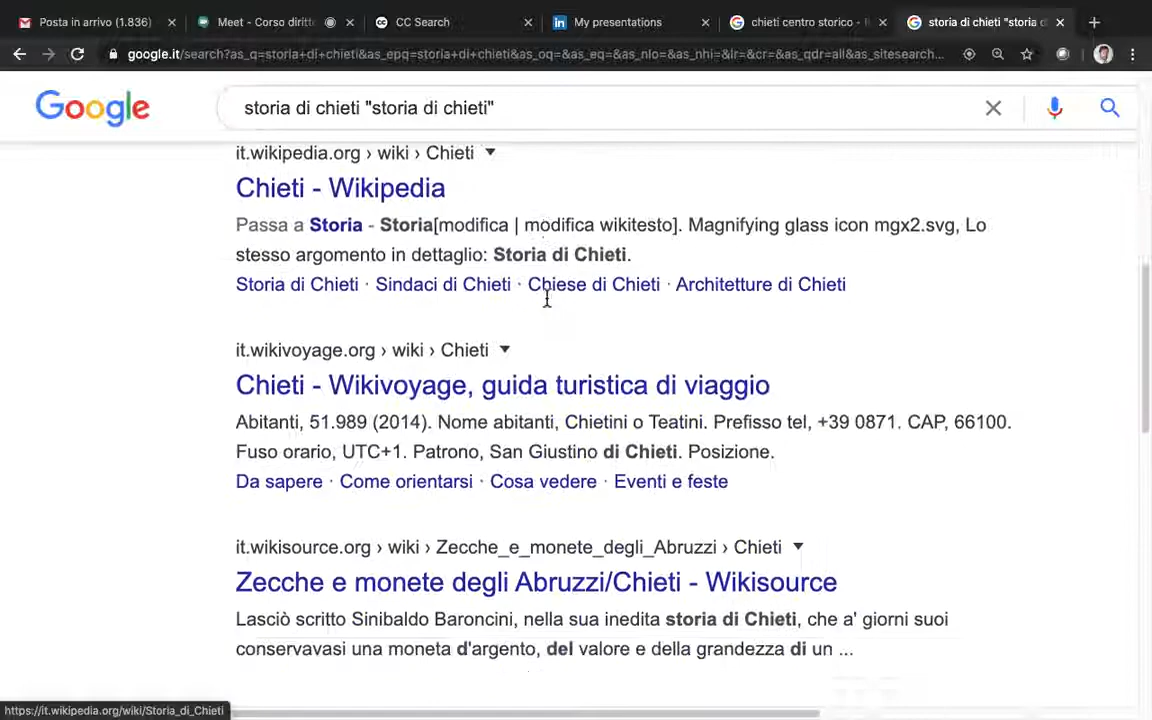 Posta in arrivo (1.836)
Meet - Corso diritt
CC Search
My presentations
chieti centro storico -
storia di chieti "storia d
google.it/search?as_q=storia+di+chieti&as_epq=storia+di+chieti&as_oq=&as_eq=&as_nlo=&as_nhi=&lr=&cr=&as_qdr=all&as_sitesearch...
Google
storia di chieti "storia di chieti"
it.wikipedia.org › wiki › Chieti
Chieti - Wikipedia
Passa a Storia - Storia[modifica | modifica wikitesto]. Magnifying glass icon mgx2.svg, Lo
stesso argomento in dettaglio: Storia di Chieti.
Storia di Chieti · Sindaci di Chieti · Chiese di Chieti · Architetture di Chieti
it.wikivoyage.org › wiki › Chieti
Chieti - Wikivoyage, guida turistica di viaggio
Abitanti, 51.989 (2014). Nome abitanti, Chietini o Teatini. Prefisso tel, +39 0871. CAP, 66100.
Fuso orario, UTC+1. Patrono, San Giustino di Chieti. Posizione.
Da sapere · Come orientarsi · Cosa vedere · Eventi e feste
it.wikisource.org › wiki › Zecche_e_monete_degli_Abruzzi › Chieti
Zecche e monete degli Abruzzi/Chieti - Wikisource
Lasciò scritto Sinibaldo Baroncini, nella sua inedita storia di Chieti, che a' giorni suoi
conservavasi una moneta d'argento, del valore e della grandezza di un ...
https://it.wikipedia.org/wiki/Storia_di_Chieti